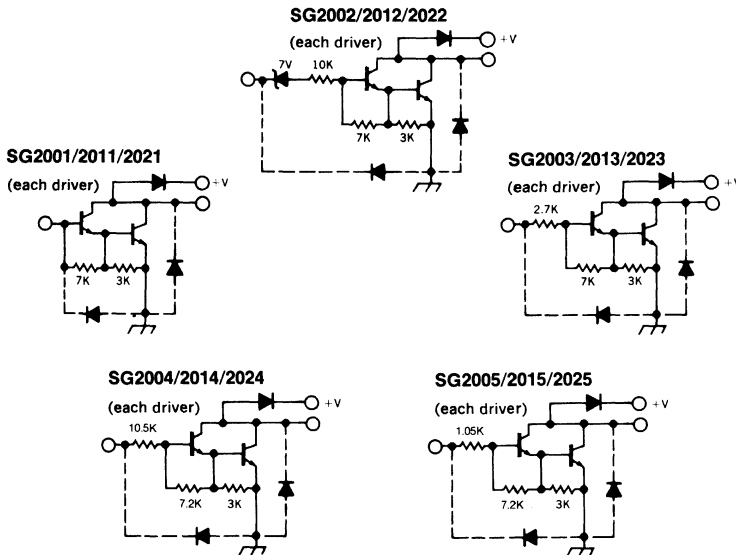 SG2002/2012/2022
(each driver)
+V
7V
10K
7K
3K
SG2001/2011/2021
(each driver)
+V
7K
3K
SG2003/2013/2023
(each driver)
+V
2.7K
7K
3K
SG2004/2014/2024
(each driver)
+V
10.5K
7.2K
3K
SG2005/2015/2025
(each driver)
+V
1.05K
7.2K
3K